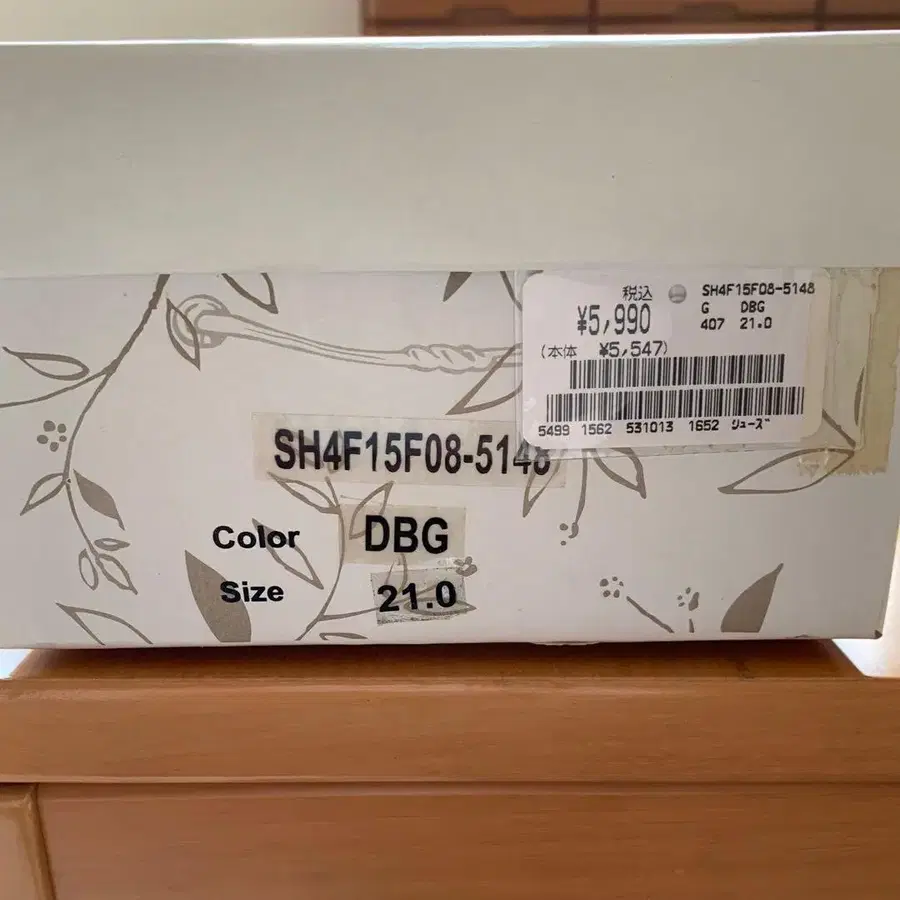 税込 SH4F15F08-5148
¥5,990 G DBG
407 21.0
(本体 ¥5,547)
5499 1562 531013 1652 シューズ
SH4F15F08-5148
Color DBG
Size 21.0